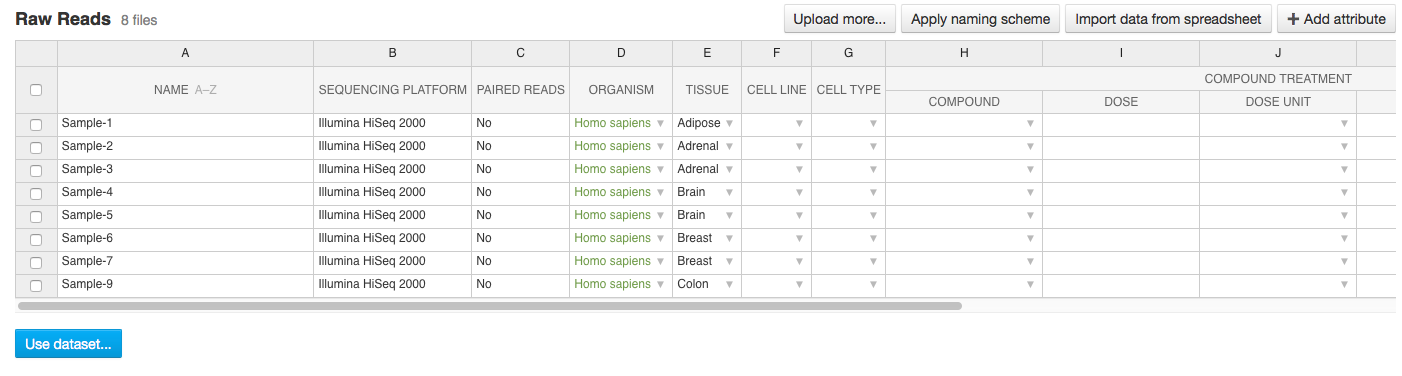 Raw Reads 8 files Upload more... Apply naming scheme Import data from spreadsheet + Add attribute
A B C D E F G H I J
COMPOUND TREATMENT
NAME A–Z SEQUENCING PLATFORM PAIRED READS ORGANISM TISSUE CELL LINE CELL TYPE
COMPOUND DOSE DOSE UNIT
Sample-1 Illumina HiSeq 2000 No Homo sapiens Adipose
Sample-2 Illumina HiSeq 2000 No Homo sapiens Adrenal
Sample-3 Illumina HiSeq 2000 No Homo sapiens Adrenal
Sample-4 Illumina HiSeq 2000 No Homo sapiens Brain
Sample-5 Illumina HiSeq 2000 No Homo sapiens Brain
Sample-6 Illumina HiSeq 2000 No Homo sapiens Breast
Sample-7 Illumina HiSeq 2000 No Homo sapiens Breast
Sample-9 Illumina HiSeq 2000 No Homo sapiens Colon
Use dataset...